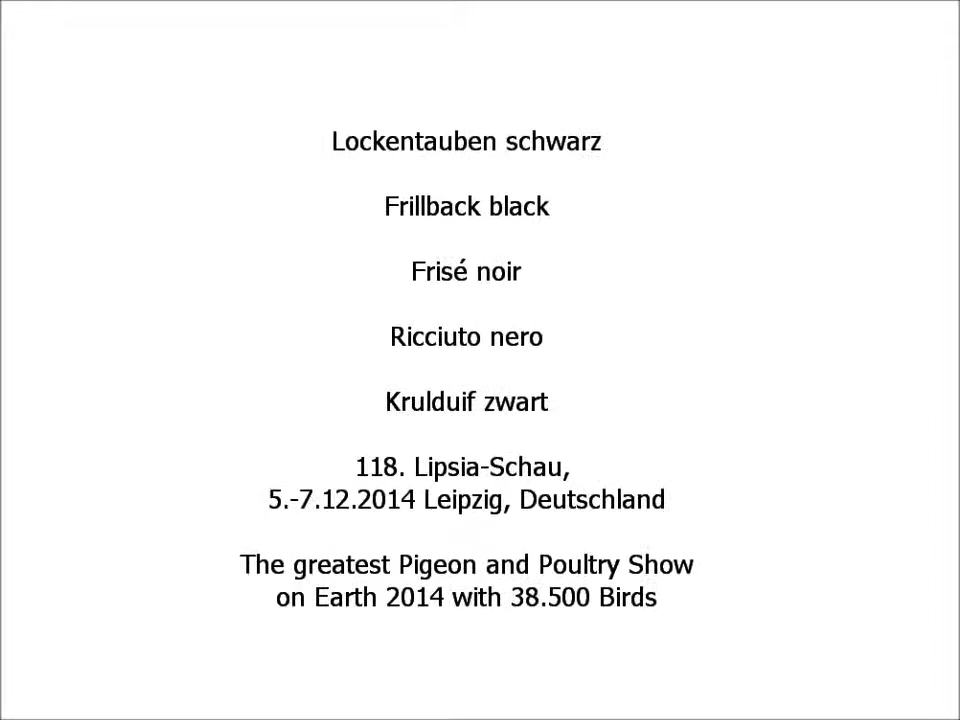 Lockentauben schwarz
Frillback black
Frisé noir
Ricciuto nero
Krulduif zwart
118. Lipsia-Schau,
5.-7.12.2014 Leipzig, Deutschland
The greatest Pigeon and Poultry Show
on Earth 2014 with 38.500 Birds